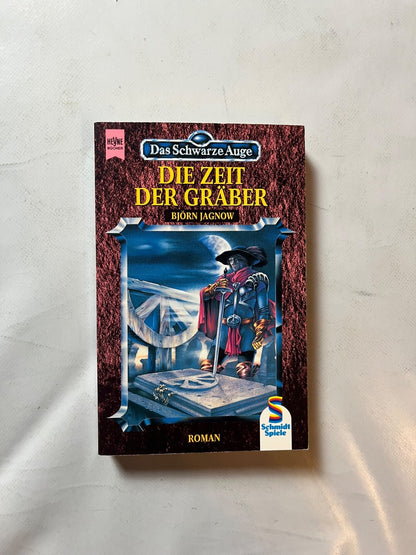 HEYNE
BÜCHER
Das Schwarze Auge
DIE ZEIT
DER GRÄBER
BJÖRN JAGNOW
ROMAN
Schmidt
Spiele